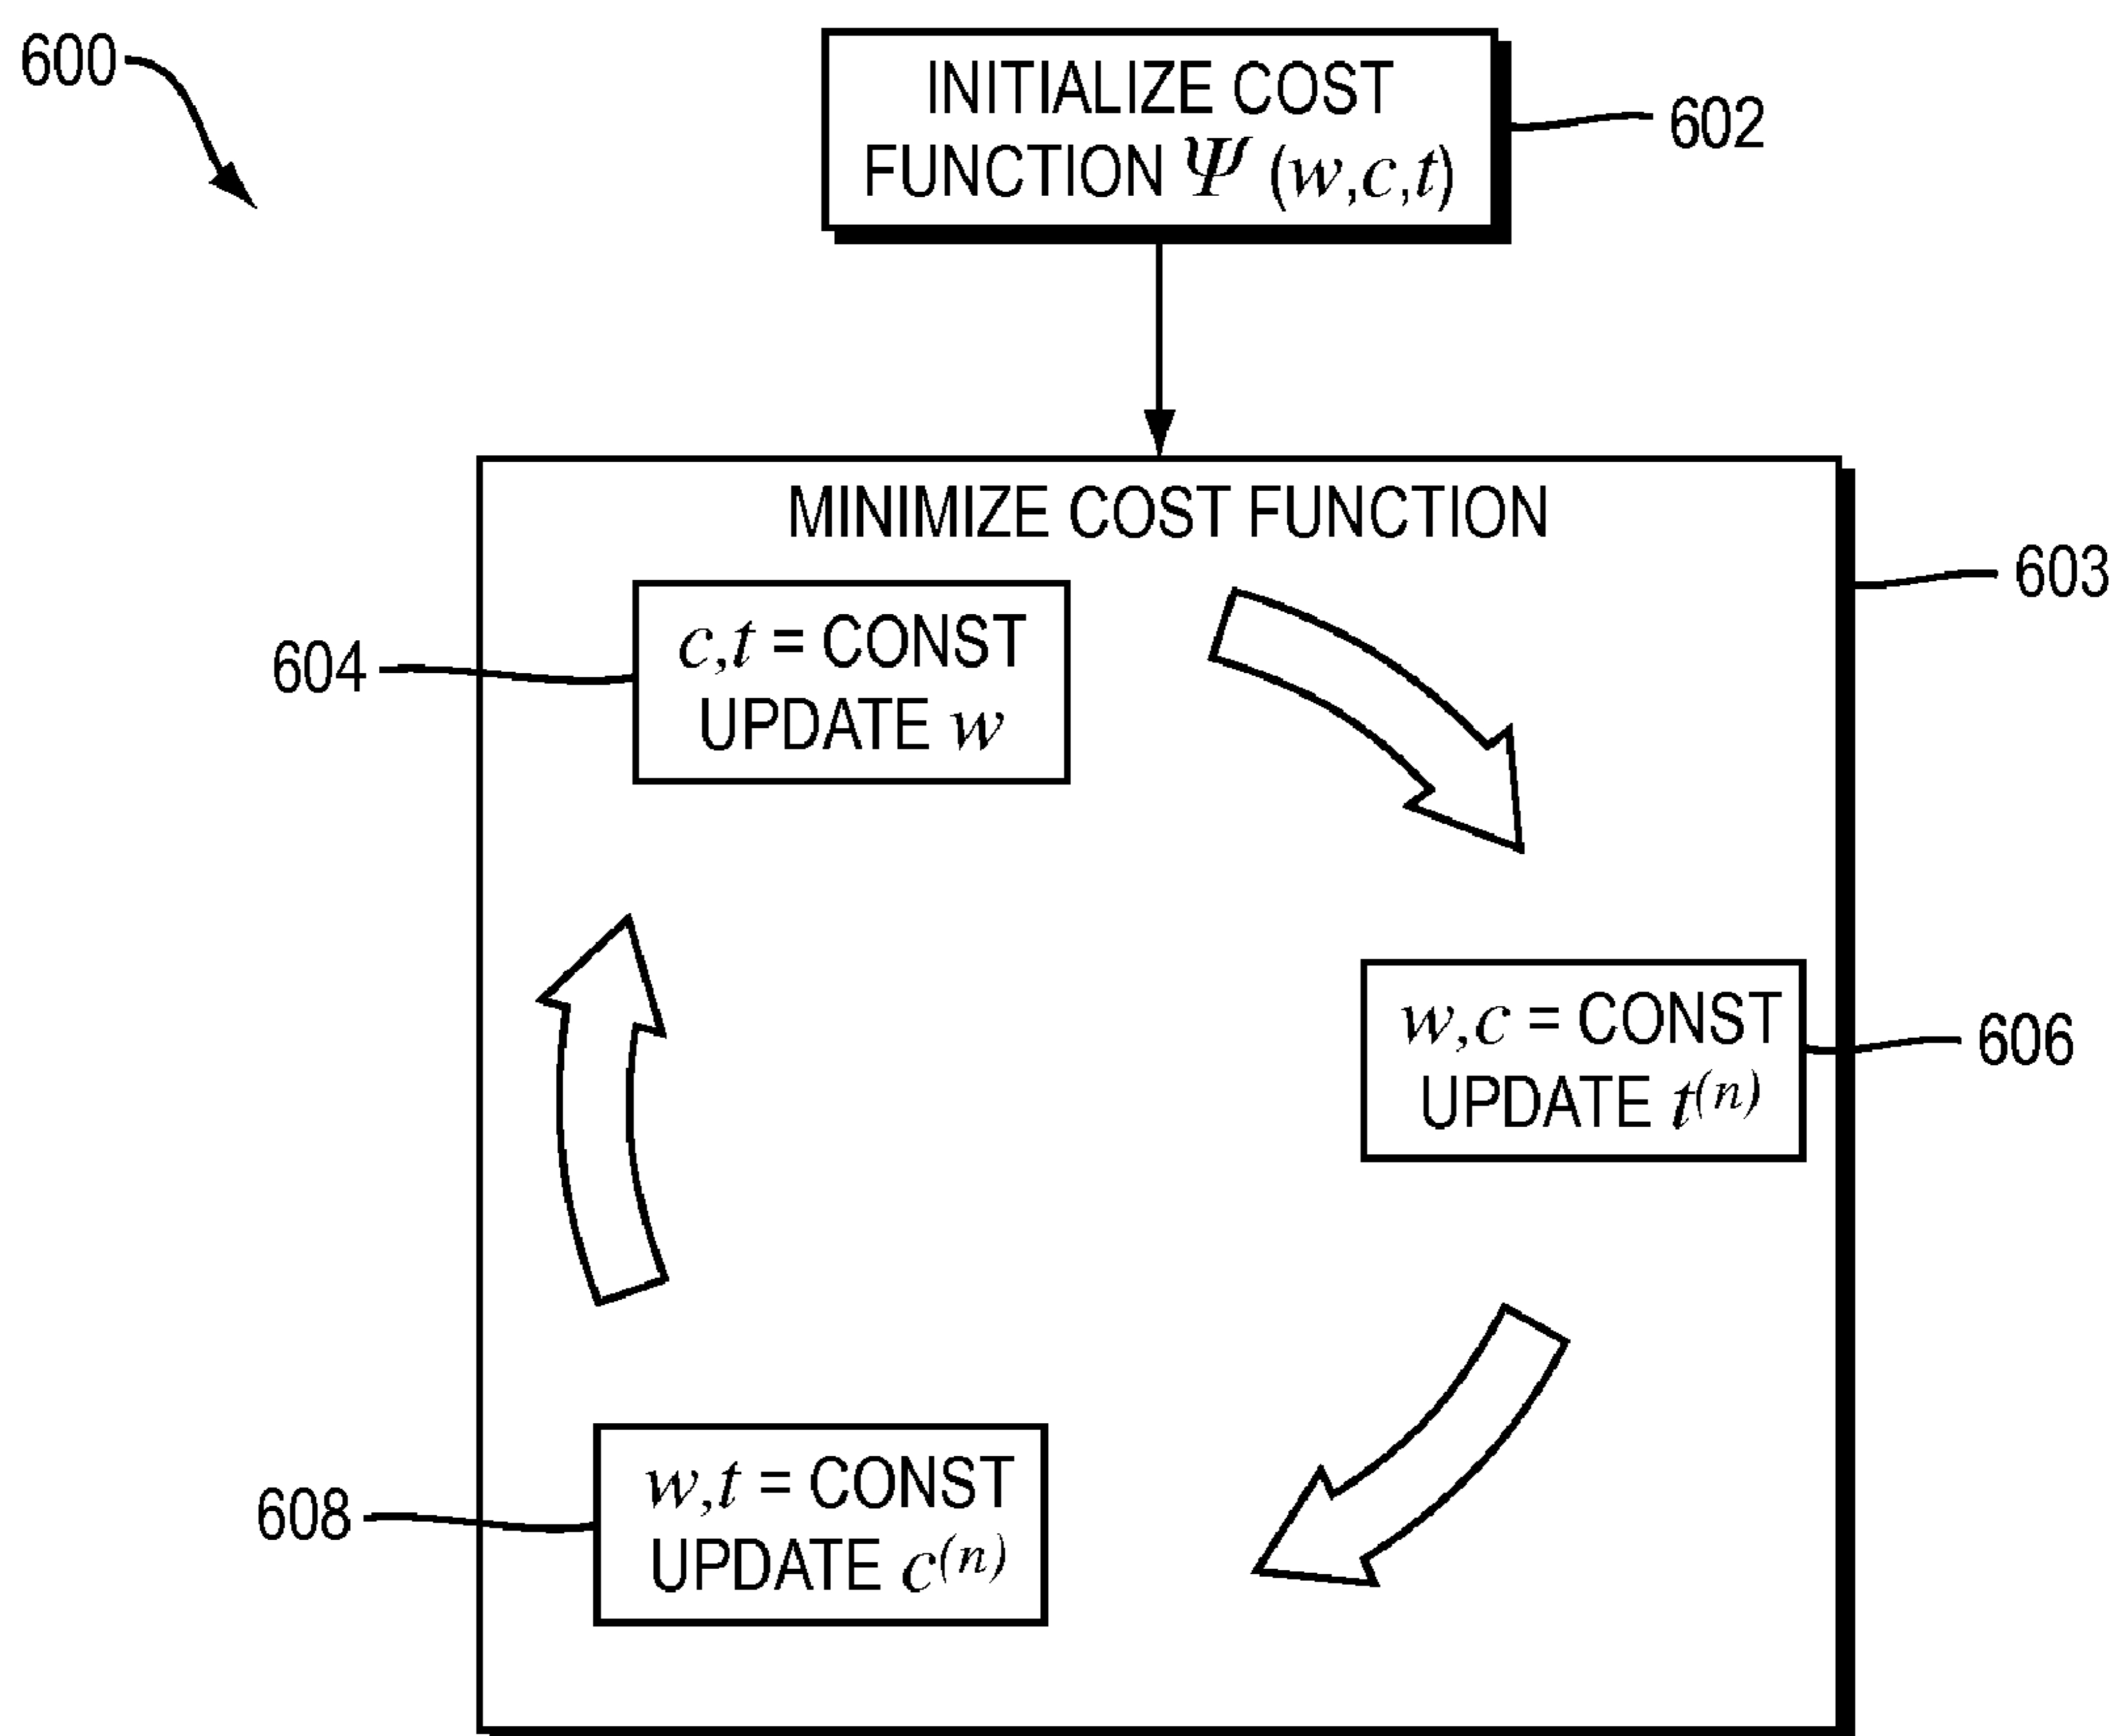 600
INITIALIZE COST
FUNCTION Ψ (w,c,t)
602
MINIMIZE COST FUNCTION
603
604
c,t = CONST
UPDATE w
w,c = CONST
UPDATE t⁽ⁿ⁾
606
608
w,t = CONST
UPDATE c⁽ⁿ⁾